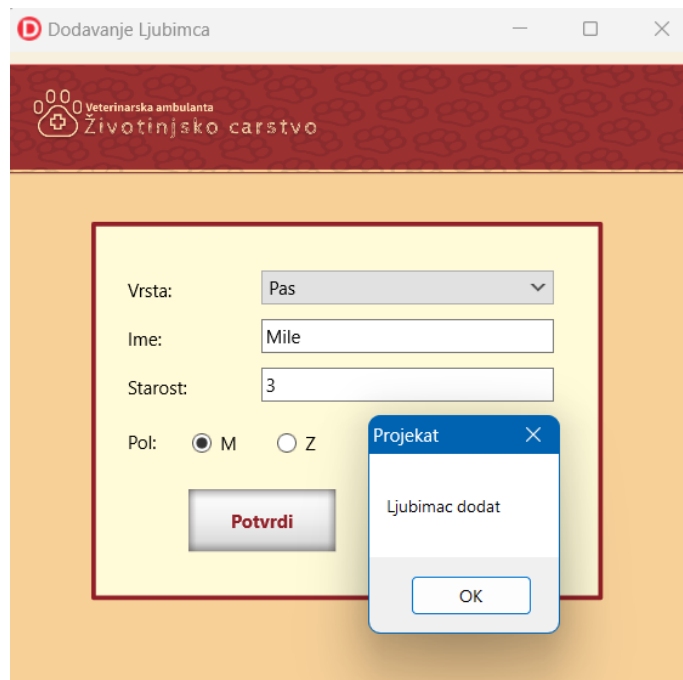 Dodavanje Ljubimca
Veterinarska ambulanta
Životinjsko carstvo
Vrsta: Pas
Ime: Mile
Starost: 3
Pol: M Z
Potvrdi
Projekat
Ljubimac dodat
OK